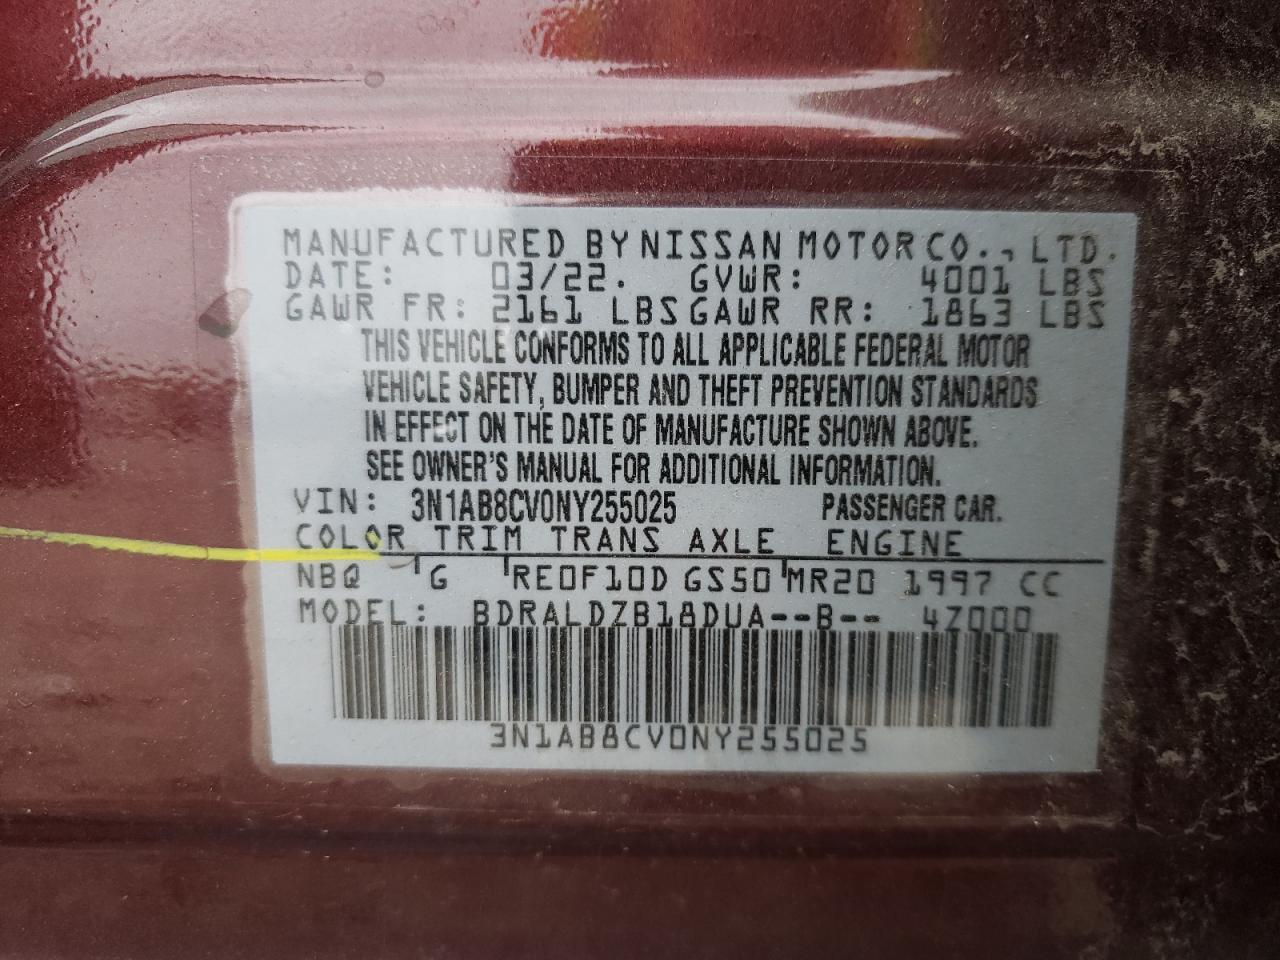 MANUFACTURED BY NISSAN MOTOR CO., LTD.
DATE: 03/22. GVWR: 4001 LBS
GAWR FR: 2161 LBS GAWR RR: 1863 LBS
THIS VEHICLE CONFORMS TO ALL APPLICABLE FEDERAL MOTOR
VEHICLE SAFETY, BUMPER AND THEFT PREVENTION STANDARDS
IN EFFECT ON THE DATE OF MANUFACTURE SHOWN ABOVE.
SEE OWNER'S MANUAL FOR ADDITIONAL INFORMATION.
VIN: 3N1AB8CV0NY255025 PASSENGER CAR.
COLOR TRIM TRANS AXLE ENGINE
NBQ G RE0F10D GS50 MR20 1997 CC
MODEL: BDRALDZB18DUA--B-- 4Z000
3N1AB8CV0NY255025